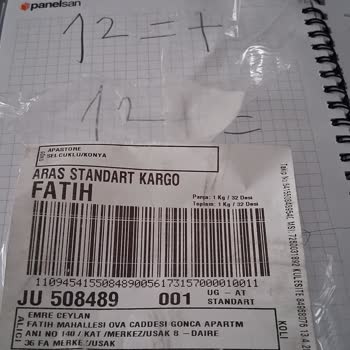 panelsan
12 = +
12 =
APASTORE
SELCUKLU/KONYA
ARAS STANDART KARGO
FATIH
Parça: 1 Kg / 32 Desi
Toplam: 1 Kg / 32 Desi
1109454155084890056173157000010011
JU 508489 001 UG - AT
STANDART
ALICI
EMRE CEYLAN
FATIH MAHALLESI OVA CADDESI GONCA APARTM
ANI NO 140 / KAT /MERKEZ/USAK 8 - DAIRE
36 FA MERKE /USAK
KOLI